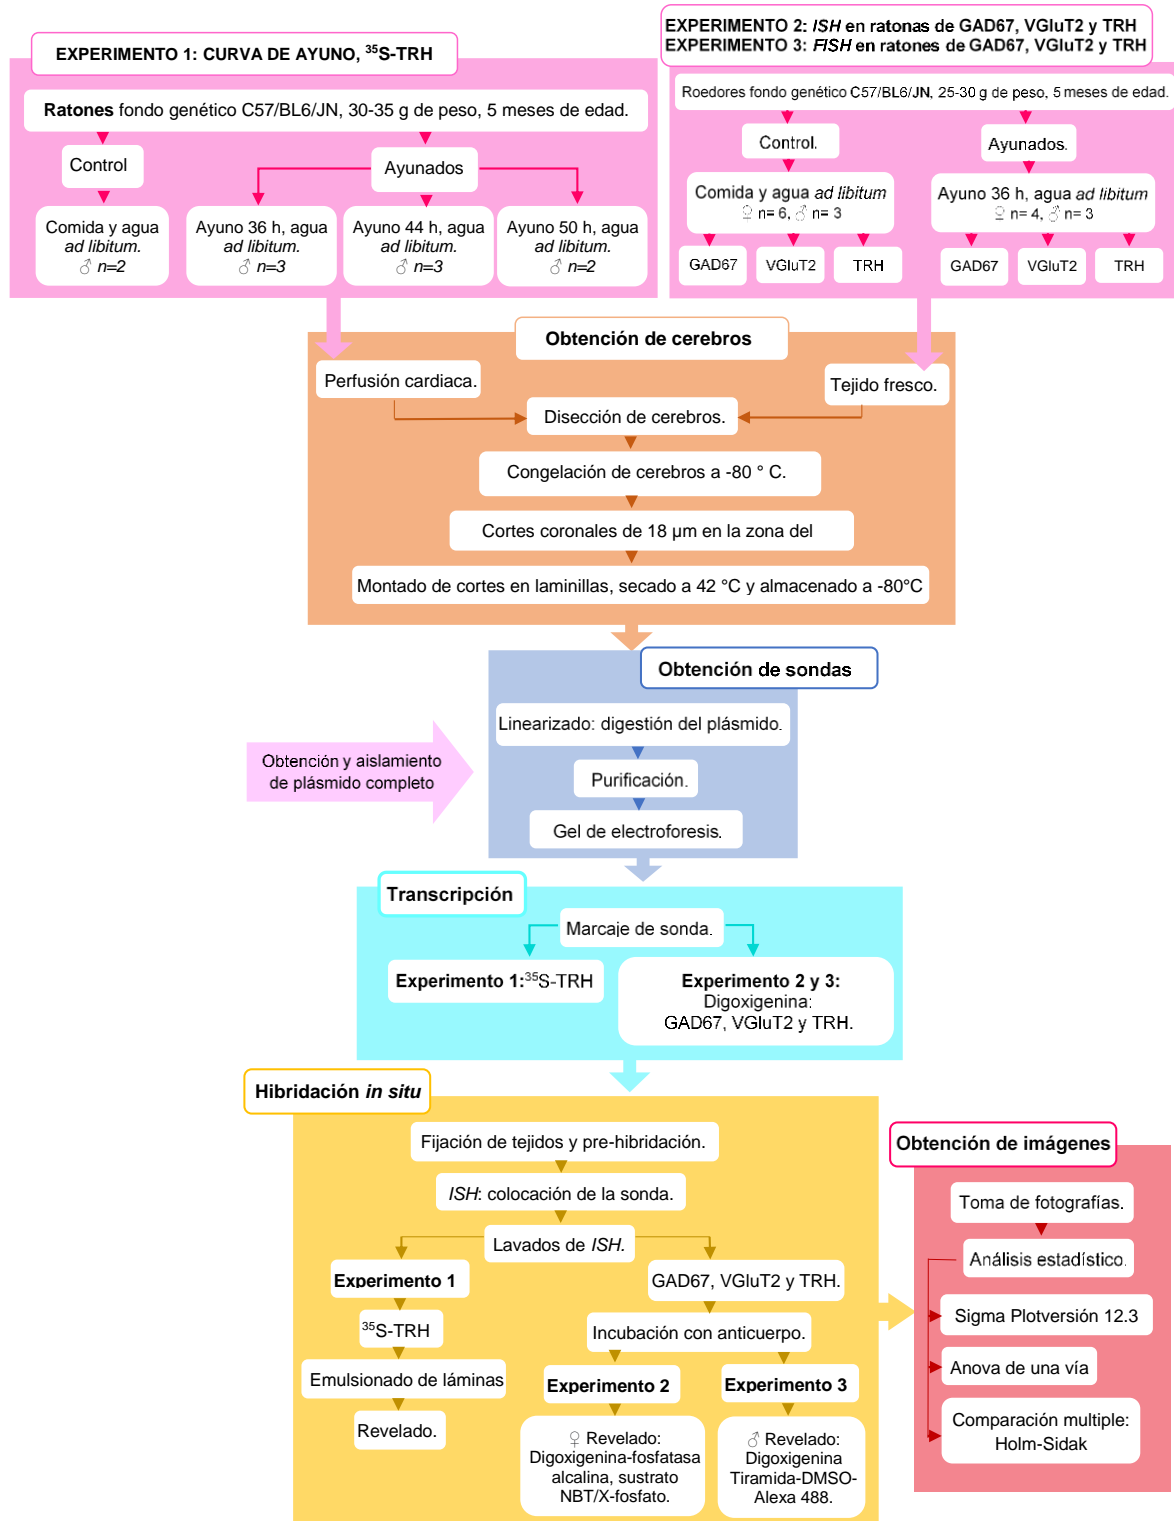 EXPERIMENTO 1: CURVA DE AYUNO, ³⁵S-TRH
Ratones fondo genético C57/BL6/JN, 30-35 g de peso, 5 meses de edad.
Control
Ayunados
Comida y agua
ad libitum.
♂ n=2
Ayuno 36 h, agua
ad libitum.
♂ n=3
Ayuno 44 h, agua
ad libitum.
♂ n=3
Ayuno 50 h, agua
ad libitum.
♂ n=2
EXPERIMENTO 2: ISH en ratonas de GAD67, VGluT2 y TRH
EXPERIMENTO 3: FISH en ratones de GAD67, VGluT2 y TRH
Roedores fondo genético C57/BL6/JN, 25-30 g de peso, 5 meses de edad.
Control.
Ayunados.
Comida y agua ad libitum
♀ n= 6, ♂ n= 3
Ayuno 36 h, agua ad libitum
♀ n= 4, ♂ n= 3
GAD67
VGluT2
TRH
GAD67
VGluT2
TRH
Obtención de cerebros
Perfusión cardiaca.
Tejido fresco.
Disección de cerebros.
Congelación de cerebros a -80 ° C.
Cortes coronales de 18 µm en la zona del
Montado de cortes en laminillas, secado a 42 °C y almacenado a -80°C
Obtención de sondas
Obtención y aislamiento
de plásmido completo
Linearizado: digestión del plásmido.
Purificación.
Gel de electroforesis.
Transcripción
Marcaje de sonda.
Experimento 1:³⁵S-TRH
Experimento 2 y 3:
Digoxigenina:
GAD67, VGluT2 y TRH.
Hibridación in situ
Fijación de tejidos y pre-hibridación.
ISH: colocación de la sonda.
Lavados de ISH.
Experimento 1
³⁵S-TRH
Emulsionado de láminas
Revelado.
GAD67, VGluT2 y TRH.
Incubación con anticuerpo.
Experimento 2
♀ Revelado:
Digoxigenina-fosfatasa
alcalina, sustrato
NBT/X-fosfato.
Experimento 3
♂ Revelado:
Digoxigenina
Tiramida-DMSO-
Alexa 488.
Obtención de imágenes
Toma de fotografías.
Análisis estadístico.
Sigma Plotversión 12.3
Anova de una vía
Comparación multiple:
Holm-Sidak